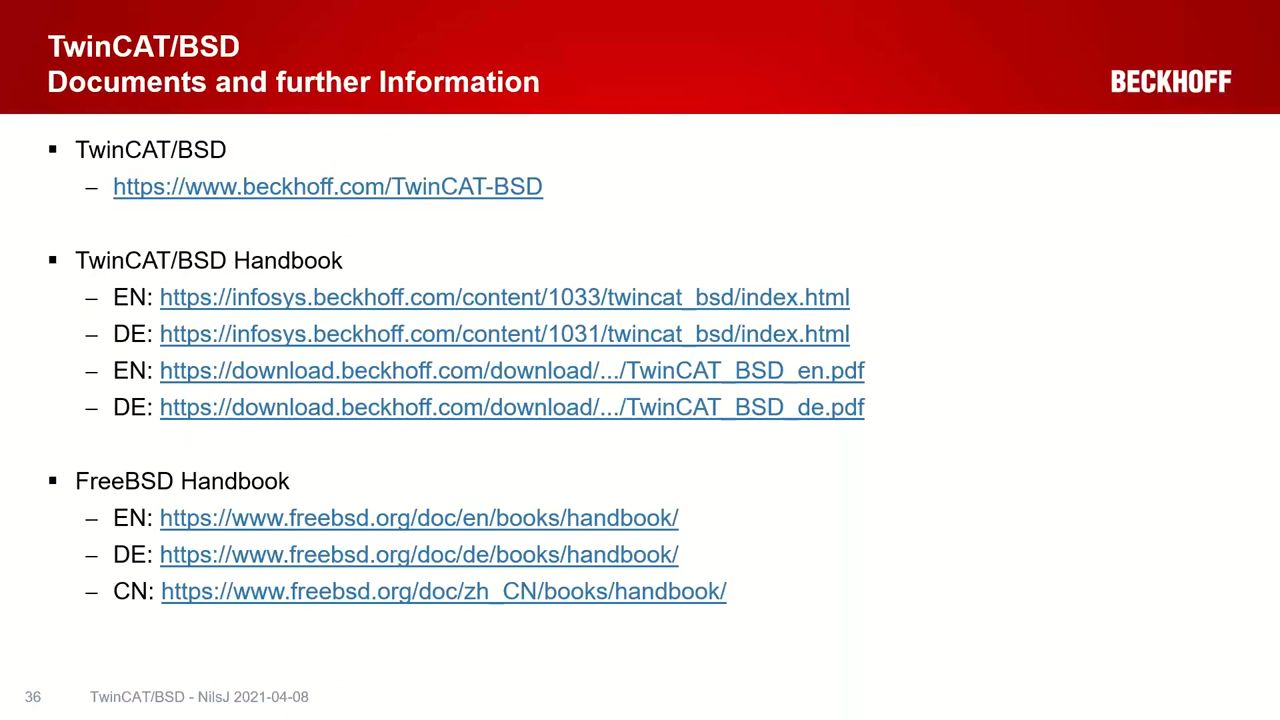 TwinCAT/BSD
Documents and further Information
BECKHOFF
▪ TwinCAT/BSD
– https://www.beckhoff.com/TwinCAT-BSD
▪ TwinCAT/BSD Handbook
– EN: https://infosys.beckhoff.com/content/1033/twincat_bsd/index.html
– DE: https://infosys.beckhoff.com/content/1031/twincat_bsd/index.html
– EN: https://download.beckhoff.com/download/.../TwinCAT_BSD_en.pdf
– DE: https://download.beckhoff.com/download/.../TwinCAT_BSD_de.pdf
▪ FreeBSD Handbook
– EN: https://www.freebsd.org/doc/en/books/handbook/
– DE: https://www.freebsd.org/doc/de/books/handbook/
– CN: https://www.freebsd.org/doc/zh_CN/books/handbook/
36 TwinCAT/BSD - NilsJ 2021-04-08